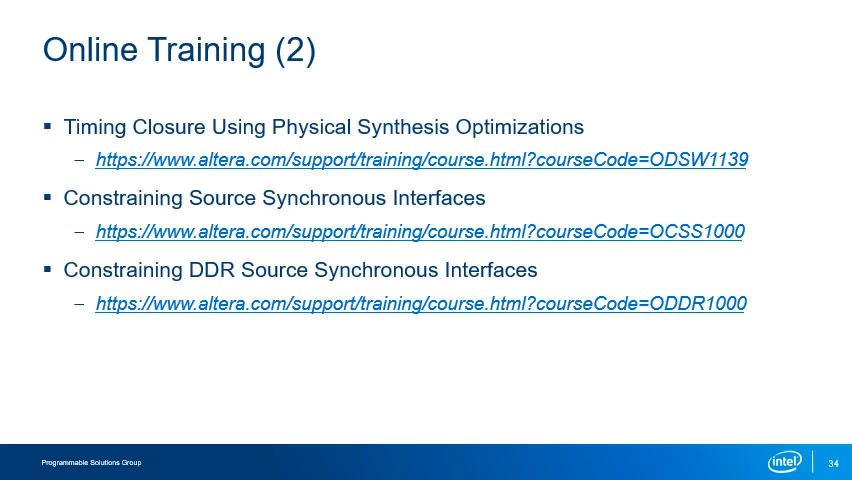 Online Training (2)
▪ Timing Closure Using Physical Synthesis Optimizations
– https://www.altera.com/support/training/course.html?courseCode=ODSW1139
▪ Constraining Source Synchronous Interfaces
– https://www.altera.com/support/training/course.html?courseCode=OCSS1000
▪ Constraining DDR Source Synchronous Interfaces
– https://www.altera.com/support/training/course.html?courseCode=ODDR1000
Programmable Solutions Group
intel
34